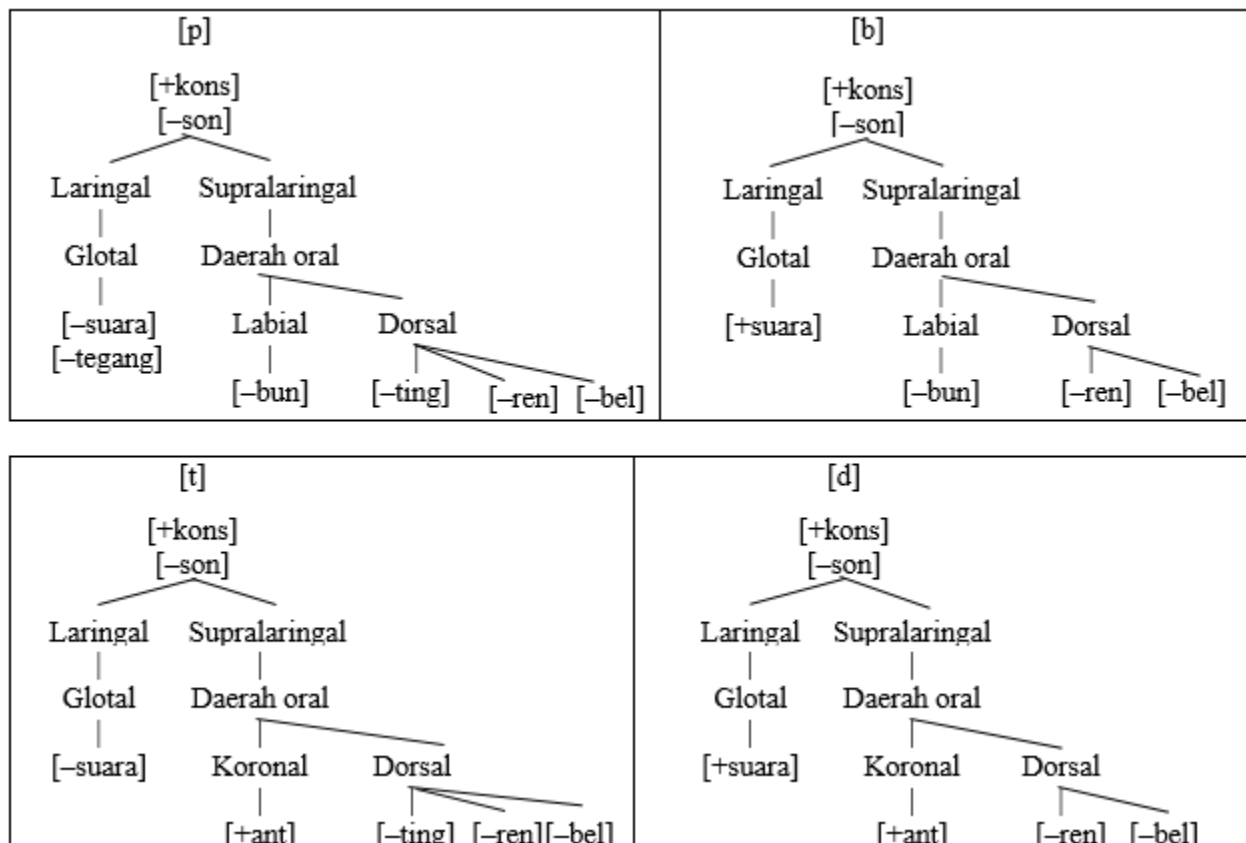 [p]
[+kons]
[–son]
Laringal Supralaringal
Glotal Daerah oral
[–suara] Labial Dorsal
[–tegang]
[–bun] [–ting] [–ren] [–bel]
[b]
[+kons]
[–son]
Laringal Supralaringal
Glotal Daerah oral
[+suara] Labial Dorsal
[–bun] [–ren] [–bel]
[t]
[+kons]
[–son]
Laringal Supralaringal
Glotal Daerah oral
[–suara] Koronal Dorsal
[+ant] [–ting] [–ren][–bel]
[d]
[+kons]
[–son]
Laringal Supralaringal
Glotal Daerah oral
[+suara] Koronal Dorsal
[+ant] [–ren] [–bel]